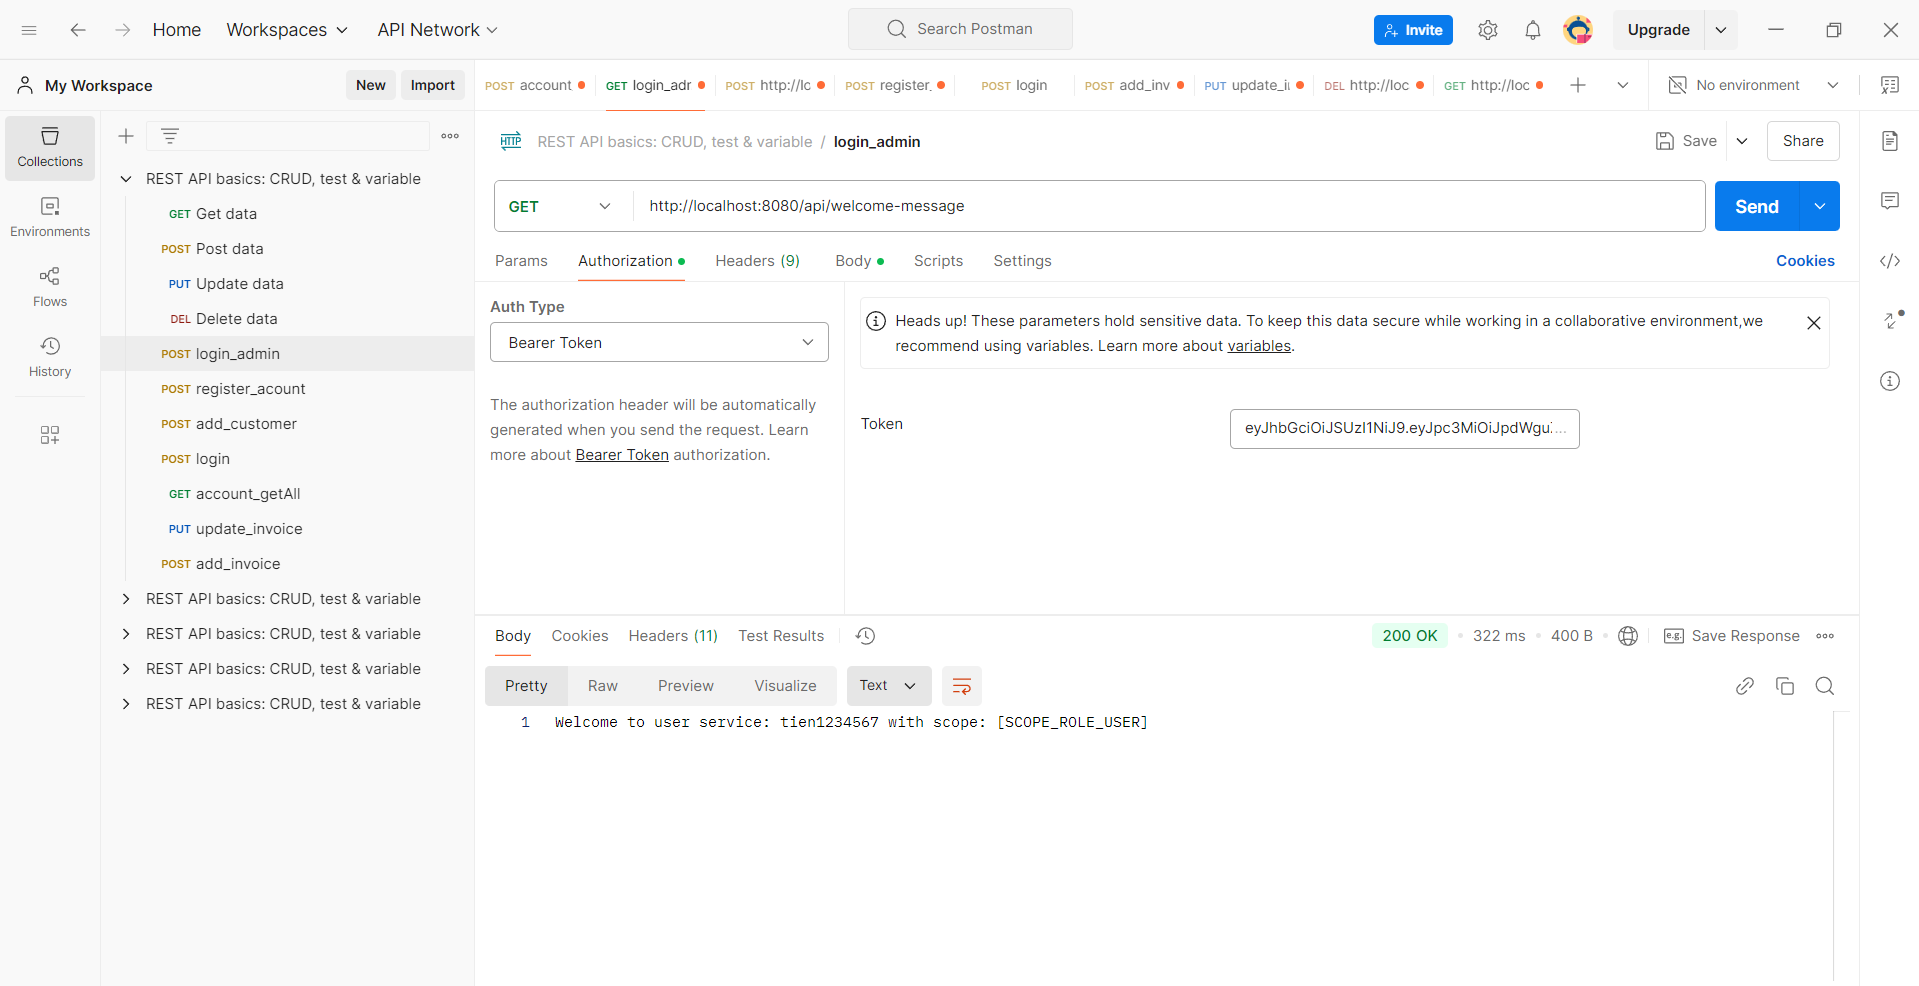 Home
Workspaces
API Network
Search Postman
Invite
Upgrade
My Workspace
New
Import
POST account
GET login_adr
POST http://lc
POST register_
POST login
POST add_inv
PUT update_i
DEL http://loc
GET http://loc
No environment
Collections
Environments
Flows
History
REST API basics: CRUD, test & variable
GET Get data
POST Post data
PUT Update data
DEL Delete data
POST login_admin
POST register_acount
POST add_customer
POST login
GET account_getAll
PUT update_invoice
POST add_invoice
REST API basics: CRUD, test & variable
REST API basics: CRUD, test & variable
REST API basics: CRUD, test & variable
REST API basics: CRUD, test & variable
HTTP
REST API basics: CRUD, test & variable / login_admin
Save
Share
GET
http://localhost:8080/api/welcome-message
Send
Params
Authorization
Headers (9)
Body
Scripts
Settings
Cookies
Auth Type
Bearer Token
The authorization header will be automatically
generated when you send the request. Learn
more about Bearer Token authorization.
Heads up! These parameters hold sensitive data. To keep this data secure while working in a collaborative environment,we
recommend using variables. Learn more about variables.
Token
eyJhbGciOiJSUzI1NiJ9.eyJpc3MiOiJpdWgu...
Body
Cookies
Headers (11)
Test Results
200 OK
322 ms
400 B
e.g.
Save Response
Pretty
Raw
Preview
Visualize
Text
1 Welcome to user service: tien1234567 with scope: [SCOPE_ROLE_USER]